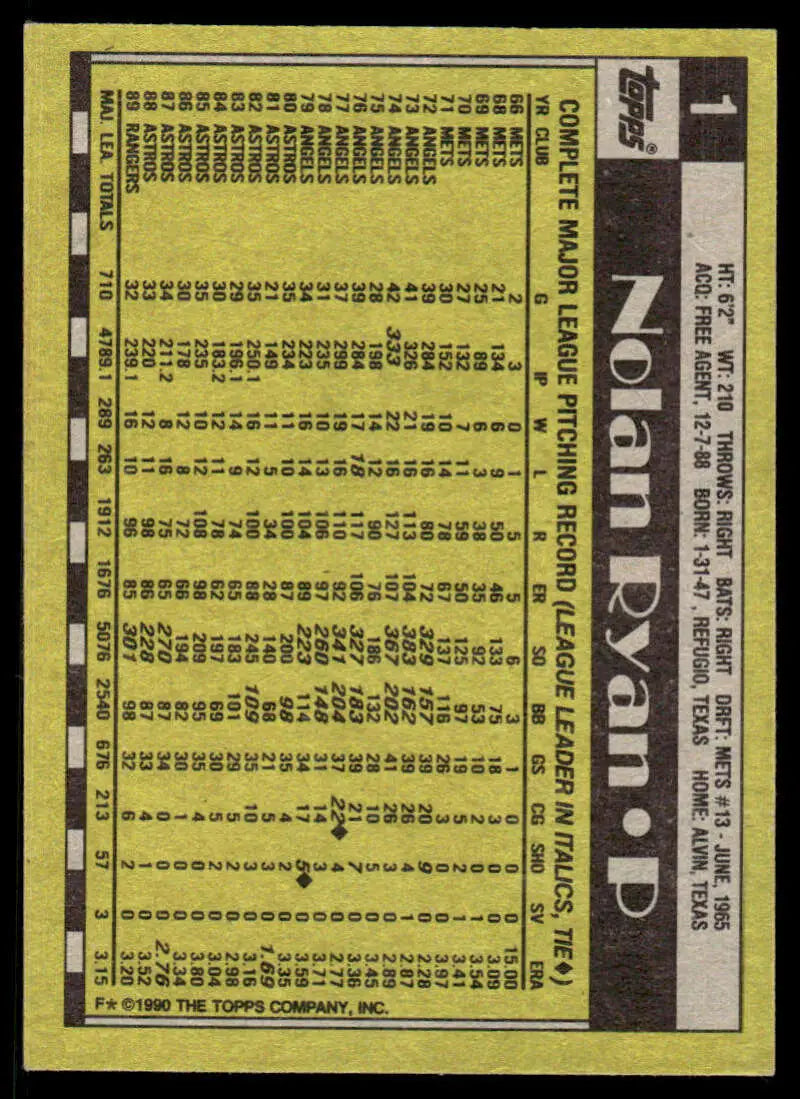 1
HT: 6'2" WT: 210 THROWS: RIGHT BATS: RIGHT DRFT: METS #13 - JUNE, 1965
ACQ: FREE AGENT, 12-7-88 BORN: 1-31-47, REFUGIO, TEXAS HOME: ALVIN, TEXAS
Topps®
Nolan Ryan • P
COMPLETE MAJOR LEAGUE PITCHING RECORD (LEAGUE LEADER IN ITALICS, TIE♦)
YR CLUB G IP W L R ER SO BB GS CG SHO SV ERA
66 METS 2 3 0 1 5 5 6 3 1 0 0 0 15.00
68 METS 21 134 6 9 50 46 133 75 18 3 0 0 3.09
69 METS 25 89 6 3 38 35 92 53 10 2 0 1 3.54
70 METS 27 132 7 11 59 50 125 97 19 5 2 1 3.41
71 METS 30 152 10 14 78 67 137 116 26 3 0 0 3.97
72 ANGELS 39 284 19 16 80 72 329 157 39 20 9 0 2.28
73 ANGELS 41 326 21 16 113 104 383 162 39 26 4 1 2.87
74 ANGELS 42 333 22 16 127 107 367 202 41 26 3 0 2.89
75 ANGELS 28 198 14 12 90 76 186 132 28 10 5 0 3.45
76 ANGELS 39 284 17 18 117 106 327 183 39 21 7 0 3.36
77 ANGELS 37 299 19 16 110 92 341 204 37 22♦ 4 0 2.77
78 ANGELS 31 235 10 13 106 97 260 148 31 14 3 0 3.71
79 ANGELS 34 223 16 14 104 89 223 114 34 17 5♦ 0 3.59
80 ASTROS 35 234 11 10 100 87 200 98 35 4 2 0 3.35
81 ASTROS 21 149 11 5 34 28 140 68 21 5 3 0 1.69
82 ASTROS 35 250.1 16 12 100 88 245 109 35 10 3 0 3.16
83 ASTROS 29 196.1 14 9 74 65 183 101 29 5 2 0 2.98
84 ASTROS 30 183.2 12 11 78 62 197 69 30 5 2 0 3.04
85 ASTROS 35 235 10 12 108 98 209 95 35 4 0 0 3.80
86 ASTROS 30 178 12 8 72 66 194 82 30 1 0 0 3.34
87 ASTROS 34 211.2 8 16 75 65 270 87 34 0 0 0 2.76
88 ASTROS 33 220 12 11 98 86 228 87 33 4 1 0 3.52
89 RANGERS 32 239.1 16 10 96 85 301 98 32 6 2 0 3.20
MAJ. LEA. TOTALS 710 4789.1 289 263 1912 1676 5076 2540 676 213 57 3 3.15
F* ©1990 THE TOPPS COMPANY, INC.